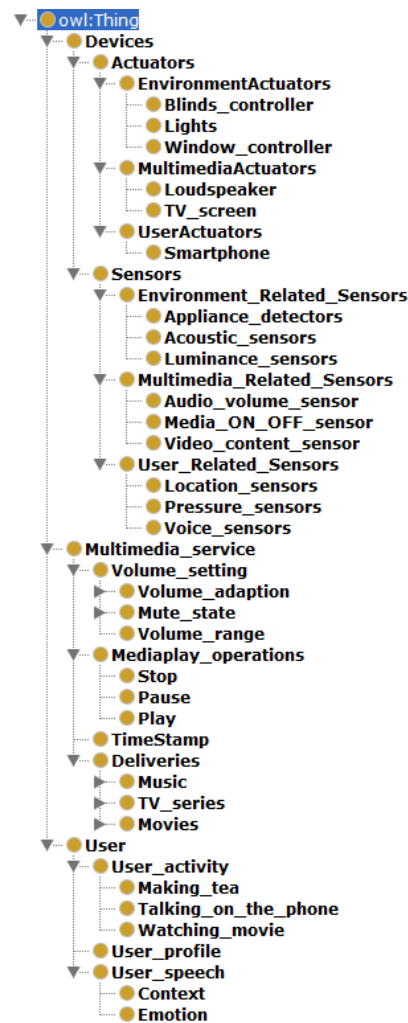 owl:Thing
Devices
Actuators
EnvironmentActuators
Blinds_controller
Lights
Window_controller
MultimediaActuators
Loudspeaker
TV_screen
UserActuators
Smartphone
Sensors
Environment_Related_Sensors
Appliance_detectors
Acoustic_sensors
Luminance_sensors
Multimedia_Related_Sensors
Audio_volume_sensor
Media_ON_OFF_sensor
Video_content_sensor
User_Related_Sensors
Location_sensors
Pressure_sensors
Voice_sensors
Multimedia_service
Volume_setting
Volume_adaption
Mute_state
Volume_range
Mediaplay_operations
Stop
Pause
Play
TimeStamp
Deliveries
Music
TV_series
Movies
User
User_activity
Making_tea
Talking_on_the_phone
Watching_movie
User_profile
User_speech
Context
Emotion